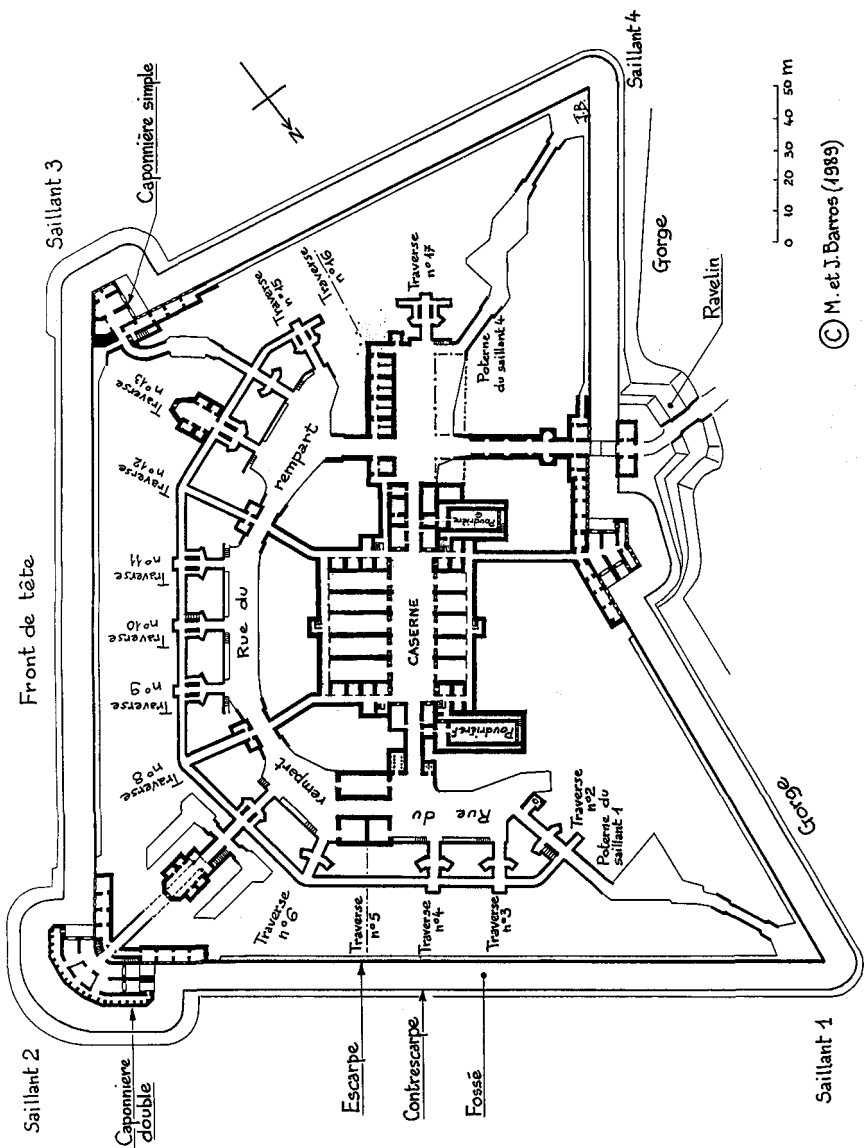 Saillant 2
Caponnière
double
Front de tête
Saillant 3
Caponnière simple
N
Traverse
n°8
Traverse
n°9
Traverse
n°10
Traverse
n°11
Traverse
n°12
Traverse
n°13
Traverse
n°15
Traverse
n°16
Traverse
n°17
Rue du
rempart
rempart
Traverse
n°6
Traverse
n°5
Traverse
n°4
Traverse
n°3
Traverse
n°2
Poterne du
saillant 1
Rue du
CASERNE
Poudrière
Poudrière
Poterne
du saillant 4
J.B.
Escarpe
Contrescarpe
Fossé
Saillant 1
Gorge
Gorge
Ravelin
Saillant 4
0 10 20 30 40 50 m
© M. et J. Barros (1989)